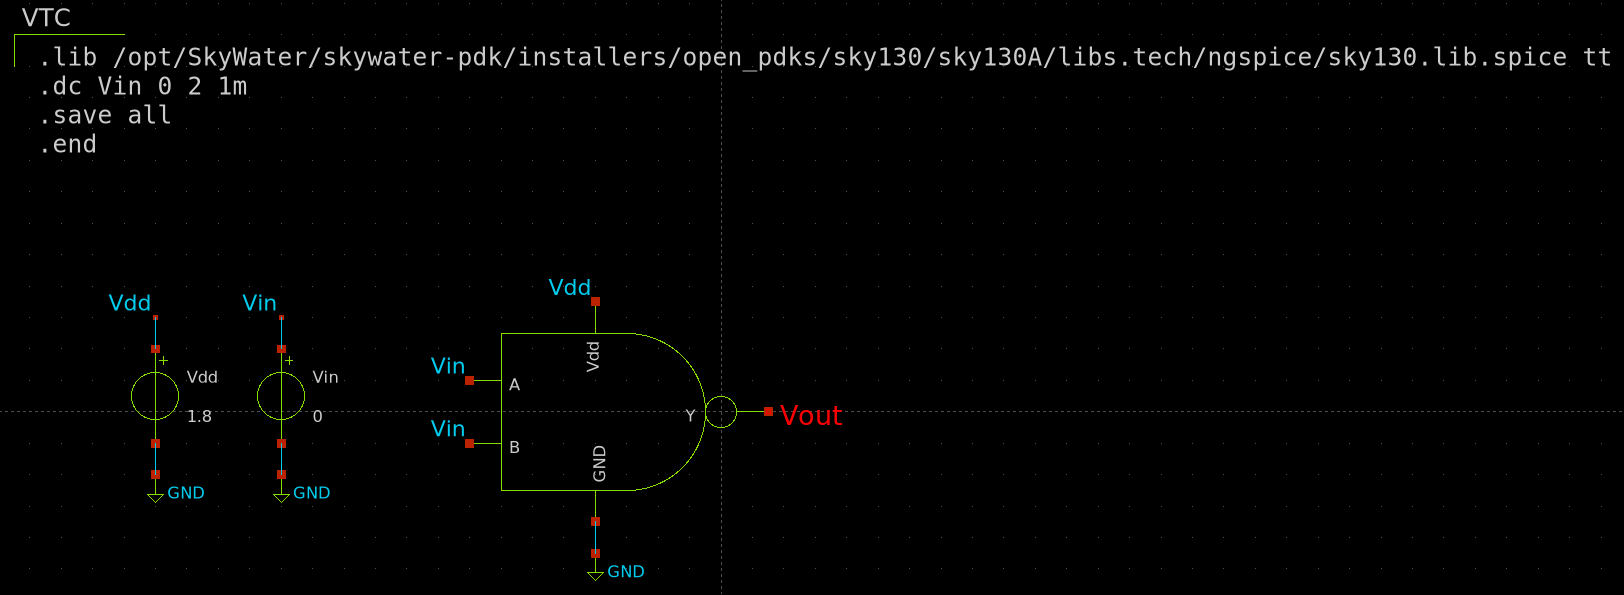 VTC
.lib /opt/SkyWater/skywater-pdk/installers/open_pdks/sky130/sky130A/libs.tech/ngspice/sky130.lib.spice tt
.dc Vin 0 2 1m
.save all
.end
Vdd
Vin
Vdd
+
+
Vdd
Vin
1.8
0
GND
GND
Vin
Vin
A
B
Vdd
GND
Y
Vout
GND